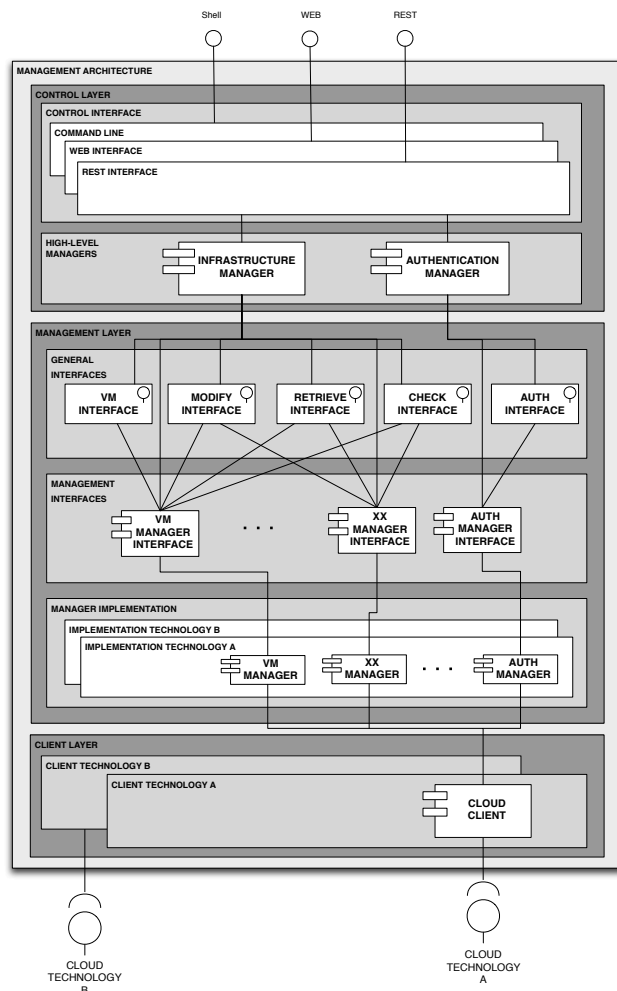 Shell
WEB
REST
MANAGEMENT ARCHITECTURE
CONTROL LAYER
CONTROL INTERFACE
COMMAND LINE
WEB INTERFACE
REST INTERFACE
HIGH-LEVEL
MANAGERS
INFRASTRUCTURE
MANAGER
AUTHENTICATION
MANAGER
MANAGEMENT LAYER
GENERAL
INTERFACES
VM
INTERFACE
MODIFY
INTERFACE
RETRIEVE
INTERFACE
CHECK
INTERFACE
AUTH
INTERFACE
MANAGEMENT
INTERFACES
VM
MANAGER
INTERFACE
. . .
XX
MANAGER
INTERFACE
AUTH
MANAGER
INTERFACE
MANAGER IMPLEMENTATION
IMPLEMENTATION TECHNOLOGY B
IMPLEMENTATION TECHNOLOGY A
VM
MANAGER
XX
MANAGER
. . .
AUTH
MANAGER
CLIENT LAYER
CLIENT TECHNOLOGY B
CLIENT TECHNOLOGY A
CLOUD
CLIENT
CLOUD
TECHNOLOGY
B
CLOUD
TECHNOLOGY
A